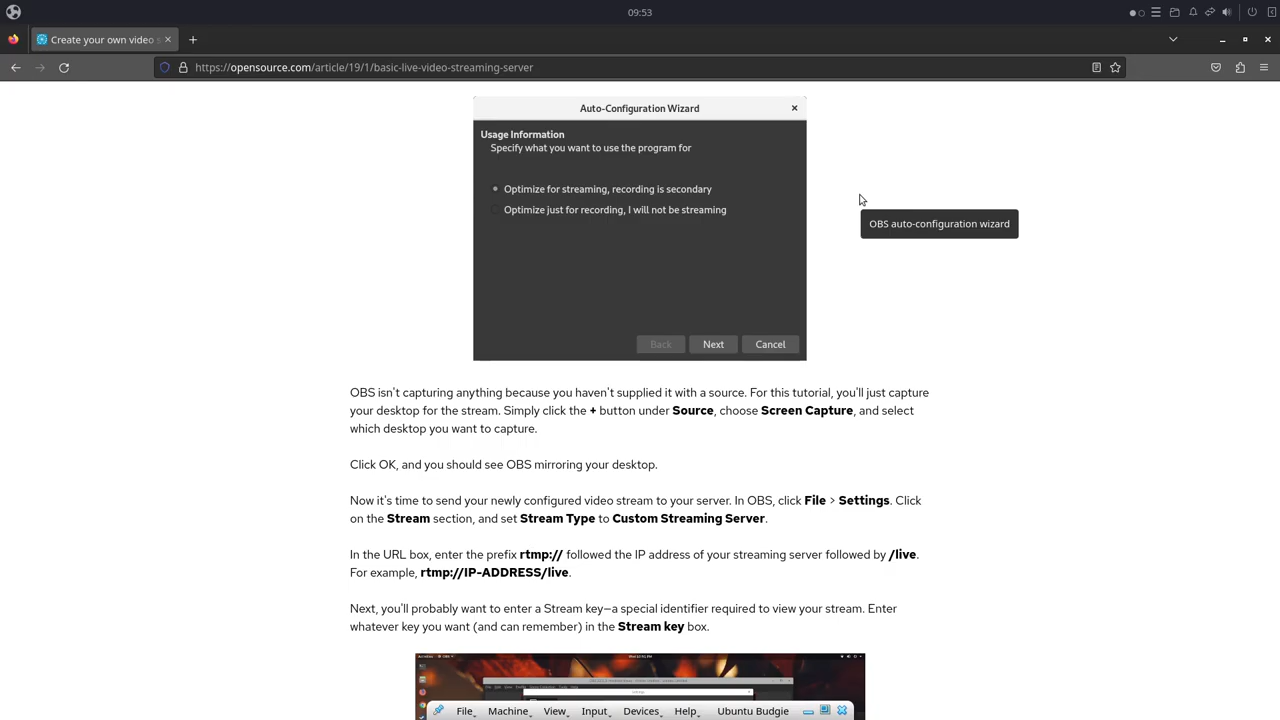 09:53
Create your own video s
https://opensource.com/article/19/1/basic-live-video-streaming-server
Auto-Configuration Wizard
Usage Information
Specify what you want to use the program for
Optimize for streaming, recording is secondary
Optimize just for recording, I will not be streaming
OBS auto-configuration wizard
Back Next Cancel
OBS isn't capturing anything because you haven't supplied it with a source. For this tutorial, you'll just capture
your desktop for the stream. Simply click the + button under Source, choose Screen Capture, and select
which desktop you want to capture.
Click OK, and you should see OBS mirroring your desktop.
Now it's time to send your newly configured video stream to your server. In OBS, click File > Settings. Click
on the Stream section, and set Stream Type to Custom Streaming Server.
In the URL box, enter the prefix rtmp:// followed the IP address of your streaming server followed by /live.
For example, rtmp://IP-ADDRESS/live.
Next, you'll probably want to enter a Stream key—a special identifier required to view your stream. Enter
whatever key you want (and can remember) in the Stream key box.
File Machine View Input Devices Help Ubuntu Budgie